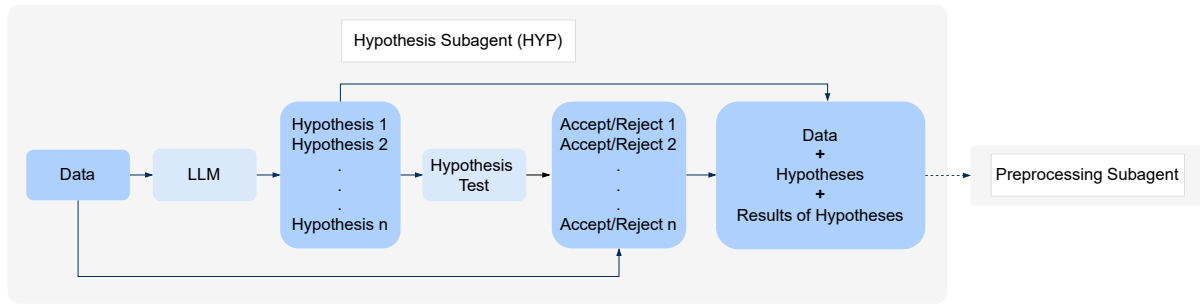 Hypothesis Subagent (HYP)
Data
LLM
Hypothesis 1
Hypothesis 2
.
.
.
Hypothesis n
Hypothesis
Test
Accept/Reject 1
Accept/Reject 2
.
.
.
Accept/Reject n
Data
+
Hypotheses
+
Results of Hypotheses
Preprocessing Subagent